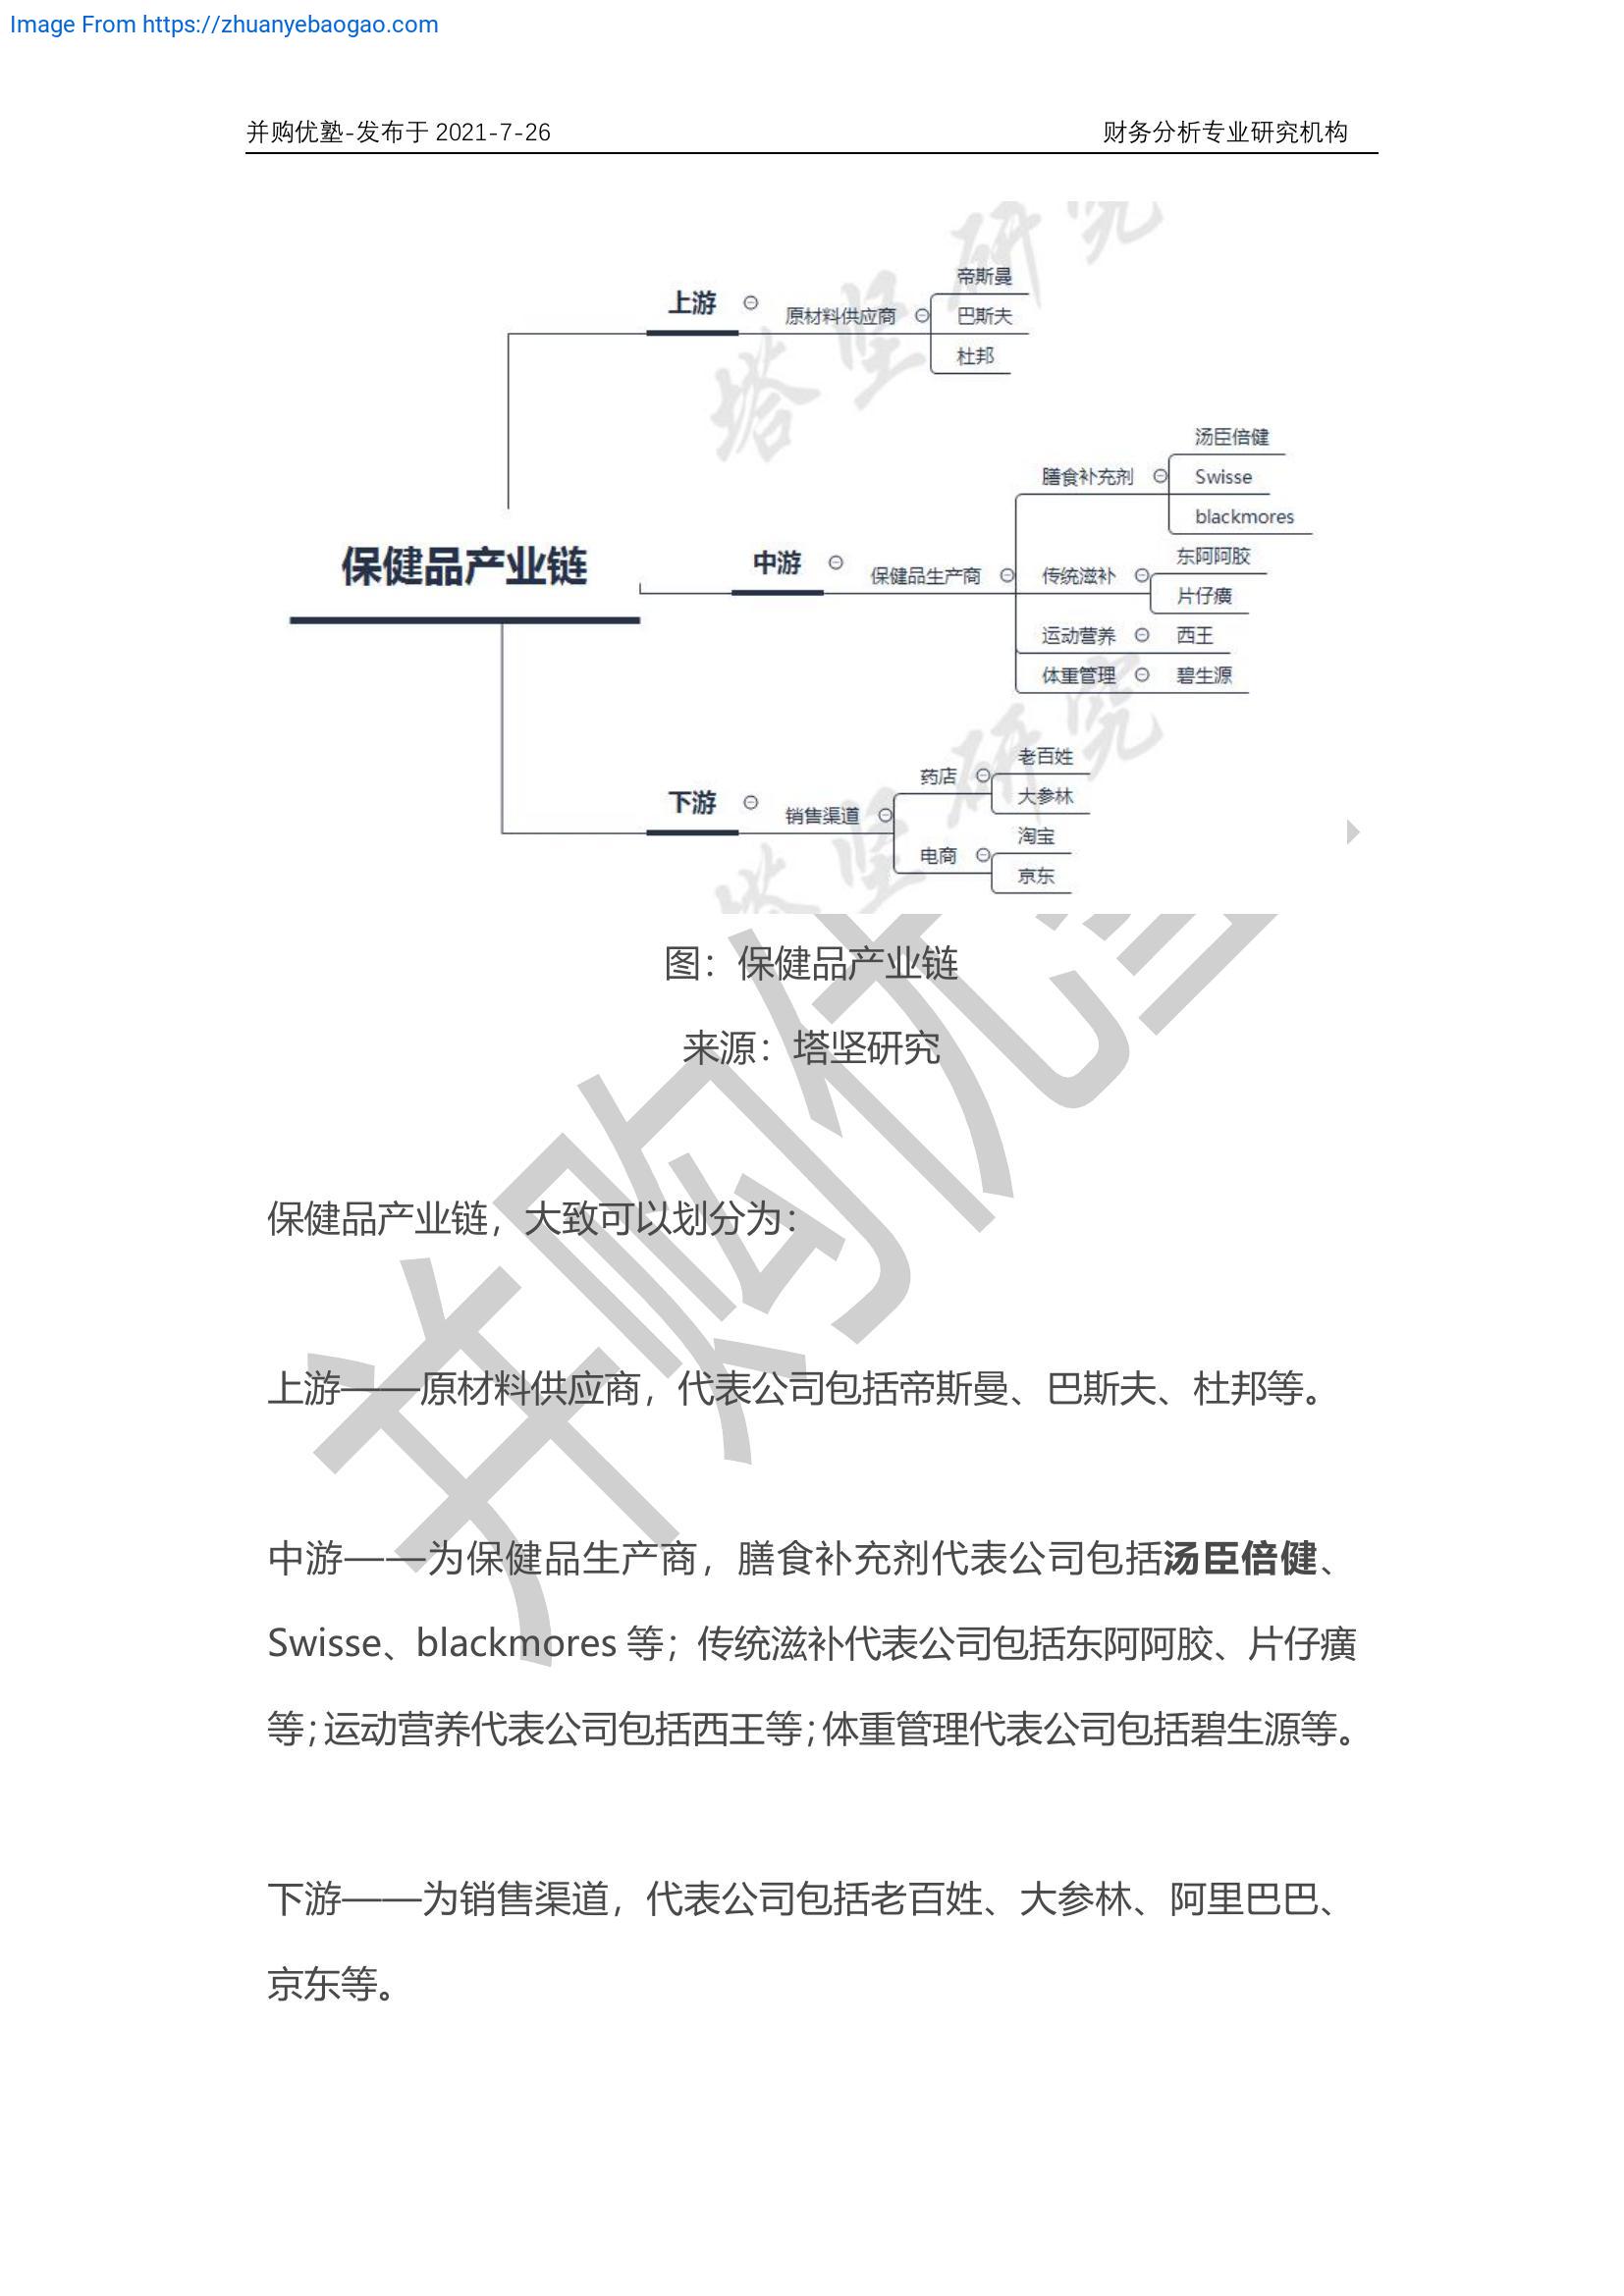 Image From https://zhuanyebaogao.com
并购优塾-发布于 2021-7-26
财务分析专业研究机构
保健品产业链
上游
原材料供应商
帝斯曼
巴斯夫
杜邦
中游
保健品生产商
膳食补充剂
汤臣倍健
Swisse
blackmores
传统滋补
东阿阿胶
片仔癀
运动营养
西王
体重管理
碧生源
下游
销售渠道
药店
老百姓
大参林
电商
淘宝
京东
塔坚研究
塔坚研究
图：保健品产业链
来源：塔坚研究
并购优
保健品产业链，大致可以划分为：
上游——原材料供应商，代表公司包括帝斯曼、巴斯夫、杜邦等。
中游——为保健品生产商，膳食补充剂代表公司包括汤臣倍健、
Swisse、blackmores 等；传统滋补代表公司包括东阿阿胶、片仔癀
等；运动营养代表公司包括西王等；体重管理代表公司包括碧生源等。
下游——为销售渠道，代表公司包括老百姓、大参林、阿里巴巴、
京东等。